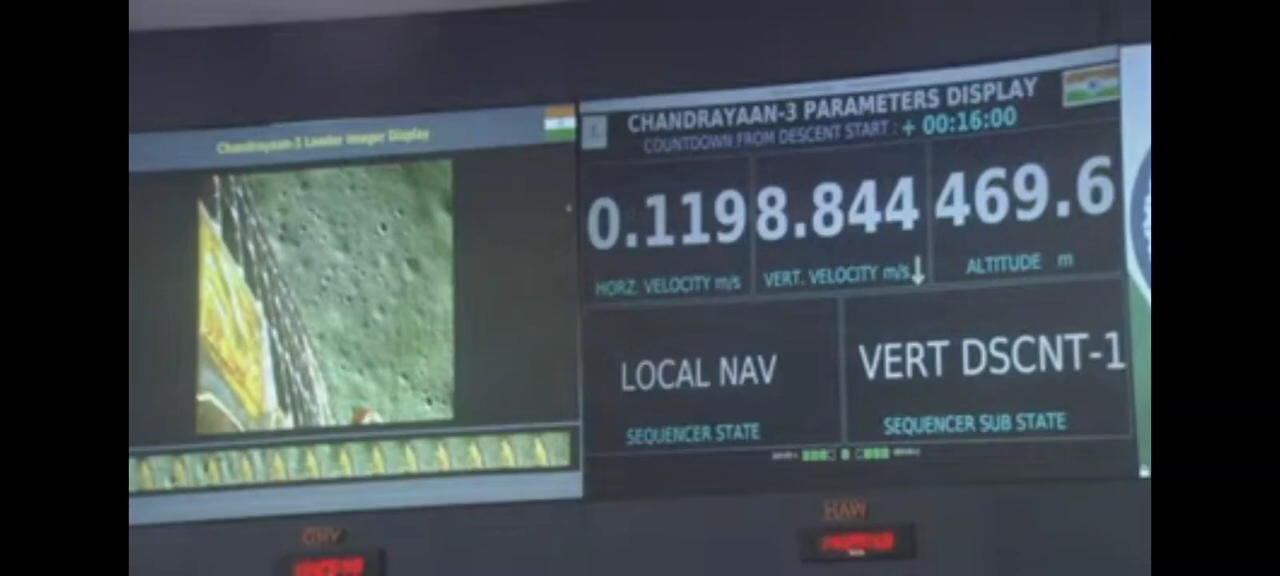 Chandrayaan-3 Lander Imager Display
CHANDRAYAAN-3 PARAMETERS DISPLAY
COUNTDOWN FROM DESCENT START : + 00:16:00
0.119
HORZ. VELOCITY m/s
8.844
VERT. VELOCITY m/s
469.6
ALTITUDE m
LOCAL NAV
SEQUENCER STATE
VERT DSCNT-1
SEQUENCER SUB STATE
HAW